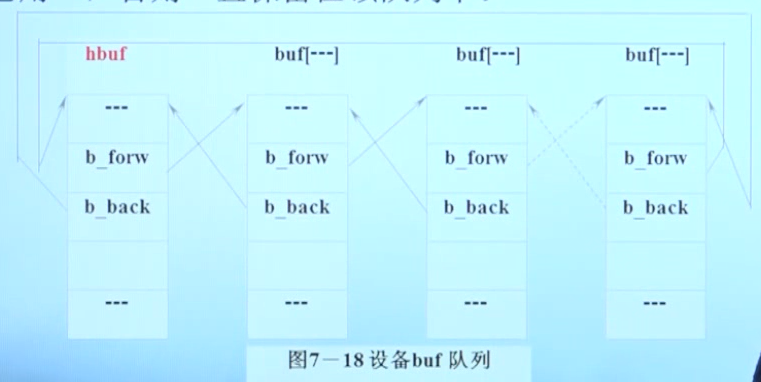 hbuf buf[---] buf[---] buf[---]
--- --- --- ---
b_forw b_forw b_forw b_forw
b_back b_back b_back b_back
--- --- --- ---
图7-18 设备buf 队列